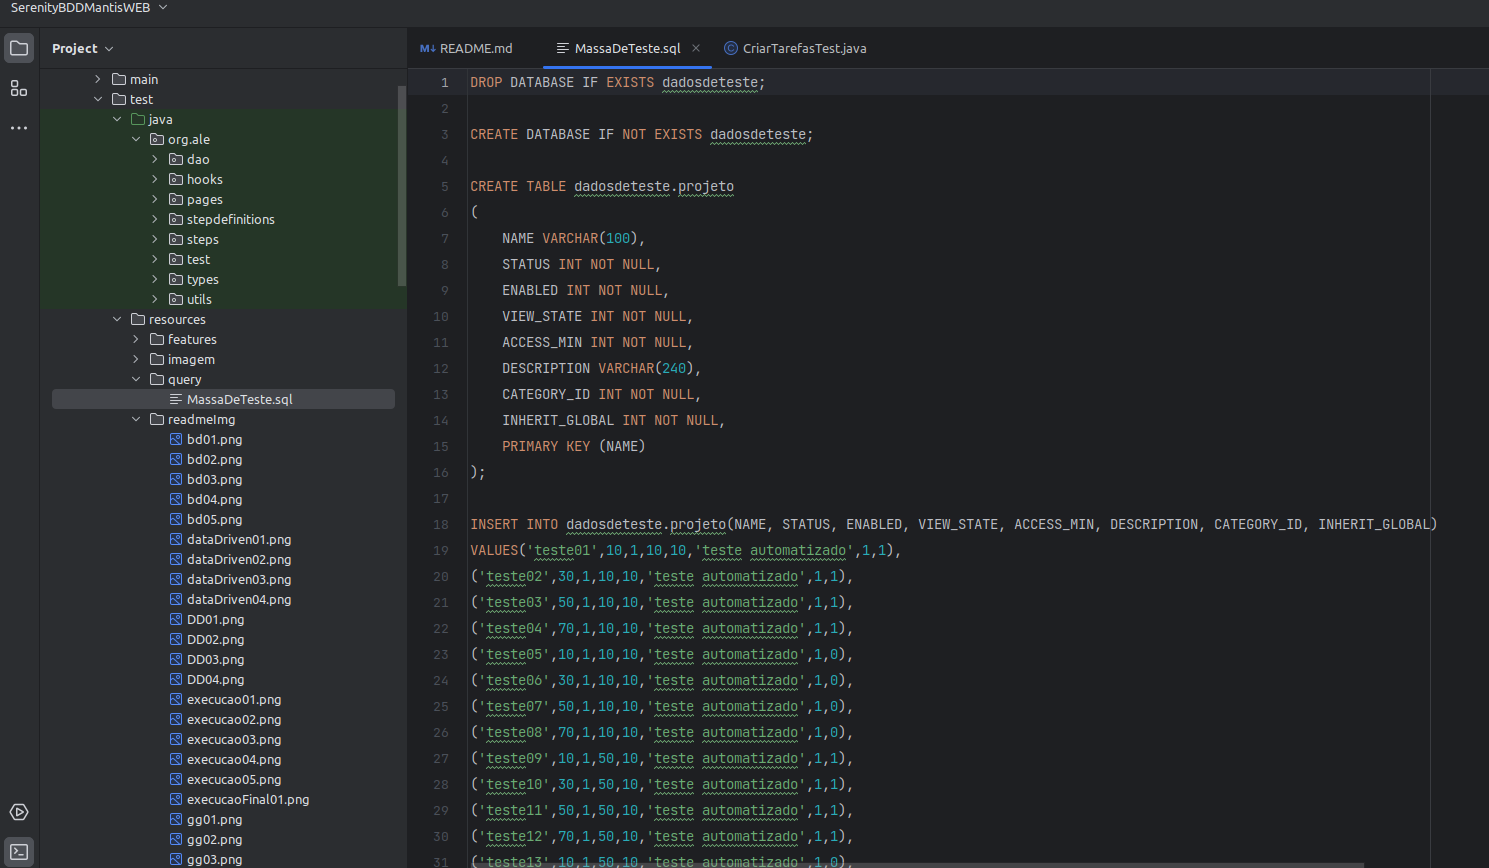 SerenityBDDMantisWEB
Project
README.md
MassaDeTeste.sql
CriarTarefasTest.java
main
test
java
org.ale
dao
hooks
pages
stepdefinitions
steps
test
types
utils
resources
features
imagem
query
MassaDeTeste.sql
readmeImg
bd01.png
bd02.png
bd03.png
bd04.png
bd05.png
dataDriven01.png
dataDriven02.png
dataDriven03.png
dataDriven04.png
DD01.png
DD02.png
DD03.png
DD04.png
execucao01.png
execucao02.png
execucao03.png
execucao04.png
execucao05.png
execucaoFinal01.png
gg01.png
gg02.png
gg03.png
1 DROP DATABASE IF EXISTS dadosdeteste;
2
3 CREATE DATABASE IF NOT EXISTS dadosdeteste;
4
5 CREATE TABLE dadosdeteste.projeto
6 (
7 NAME VARCHAR(100),
8 STATUS INT NOT NULL,
9 ENABLED INT NOT NULL,
10 VIEW_STATE INT NOT NULL,
11 ACCESS_MIN INT NOT NULL,
12 DESCRIPTION VARCHAR(240),
13 CATEGORY_ID INT NOT NULL,
14 INHERIT_GLOBAL INT NOT NULL,
15 PRIMARY KEY (NAME)
16 );
17
18 INSERT INTO dadosdeteste.projeto(NAME, STATUS, ENABLED, VIEW_STATE, ACCESS_MIN, DESCRIPTION, CATEGORY_ID, INHERIT_GLOBAL)
19 VALUES('teste01',10,1,10,10,'teste automatizado',1,1),
20 ('teste02',30,1,10,10,'teste automatizado',1,1),
21 ('teste03',50,1,10,10,'teste automatizado',1,1),
22 ('teste04',70,1,10,10,'teste automatizado',1,1),
23 ('teste05',10,1,10,10,'teste automatizado',1,0),
24 ('teste06',30,1,10,10,'teste automatizado',1,0),
25 ('teste07',50,1,10,10,'teste automatizado',1,0),
26 ('teste08',70,1,10,10,'teste automatizado',1,0),
27 ('teste09',10,1,50,10,'teste automatizado',1,1),
28 ('teste10',30,1,50,10,'teste automatizado',1,1),
29 ('teste11',50,1,50,10,'teste automatizado',1,1),
30 ('teste12',70,1,50,10,'teste automatizado',1,1),
31 ('teste13',10,1,50,10,'teste automatizado',1,0),